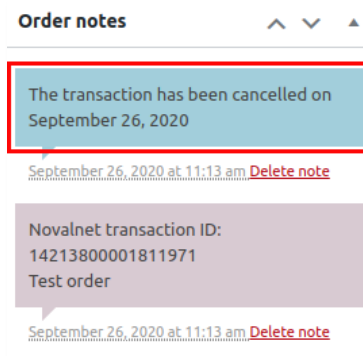 Order notes
The transaction has been cancelled on
September 26, 2020
September 26, 2020 at 11:13 am Delete note
Novalnet transaction ID:
14213800001811971
Test order
September 26, 2020 at 11:13 am Delete note